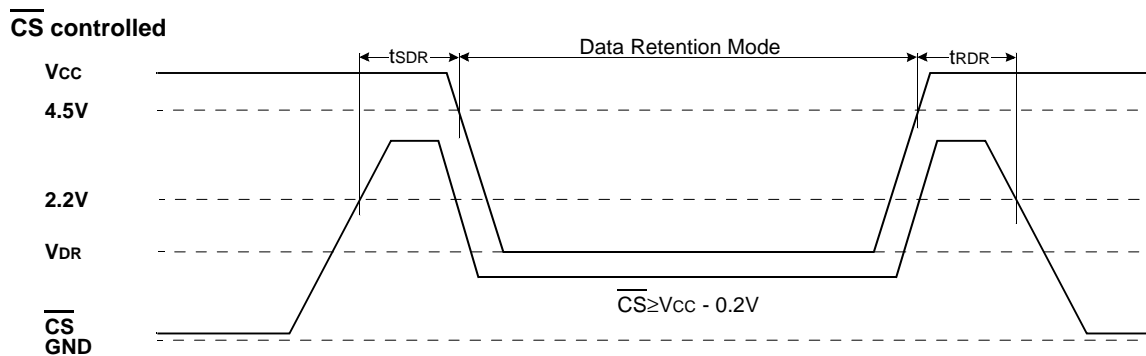 CS controlled
tSDR Data Retention Mode tRDR
VCC
4.5V
2.2V
VDR
CS≥VCC - 0.2V
CS
GND